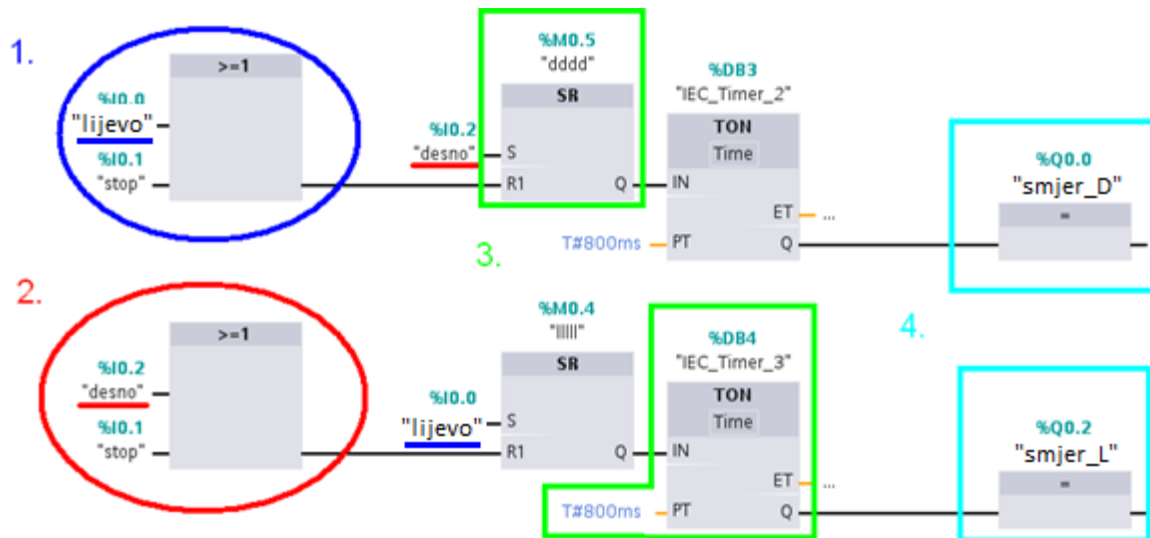 1.
>=1
%I0.0
"lijevo"
%I0.1
"stop"
%M0.5
"dddd"
SR
%I0.2
"desno"
S
R1
Q
%DB3
"IEC_Timer_2"
TON
Time
IN
ET
...
T#800ms
PT
Q
%Q0.0
"smjer_D"
=
3.
2.
>=1
%I0.2
"desno"
%I0.1
"stop"
%M0.4
"lllll"
SR
%I0.0
"lijevo"
S
R1
Q
%DB4
"IEC_Timer_3"
TON
Time
IN
ET
...
T#800ms
PT
Q
4.
%Q0.2
"smjer_L"
=